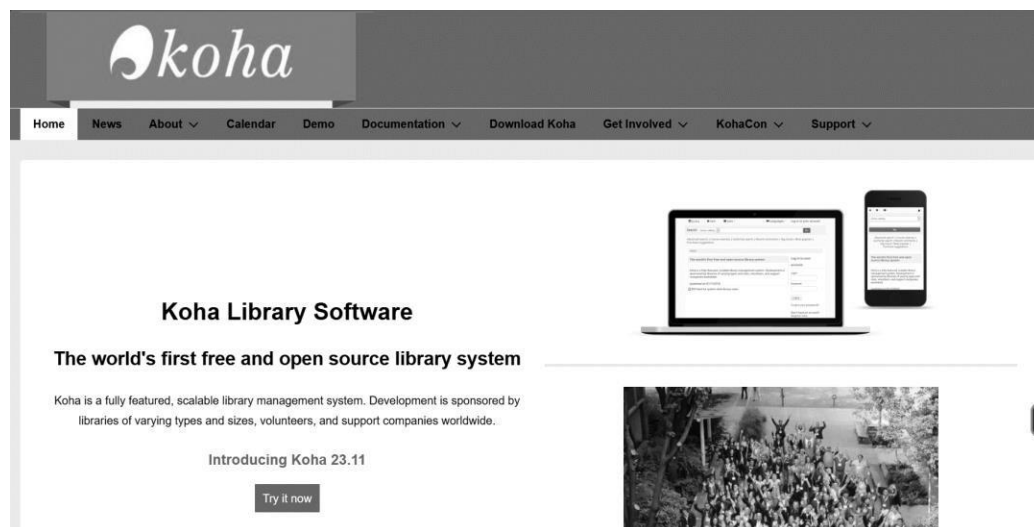 koha
Home News About Calendar Demo Documentation Download Koha Get Involved KohaCon Support
Koha Library Software
The world's first free and open source library system
Koha is a fully featured, scalable library management system. Development is sponsored by
libraries of varying types and sizes, volunteers, and support companies worldwide.
Introducing Koha 23.11
Try it now